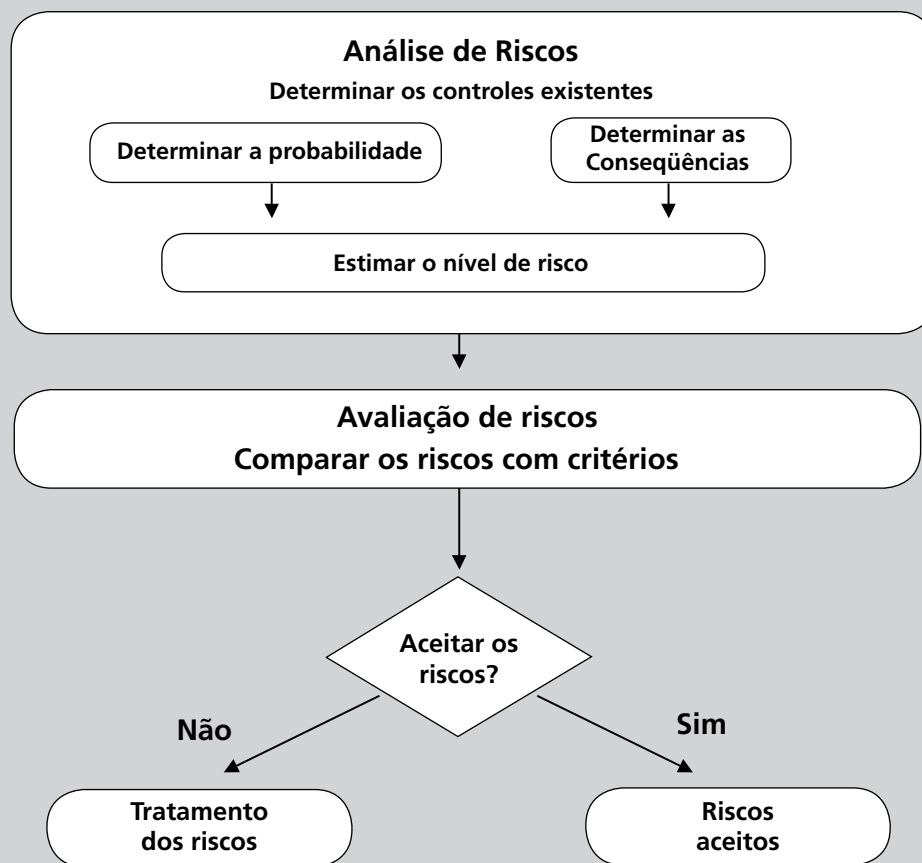 Análise de Riscos
Determinar os controles existentes
Determinar a probabilidade
Determinar as
Conseqüências
Estimar o nível de risco
Avaliação de riscos
Comparar os riscos com critérios
Aceitar os
riscos?
Não
Sim
Tratamento
dos riscos
Riscos
aceitos